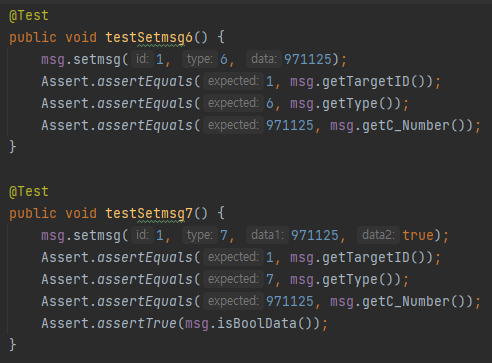 @Test
public void testSetmsg6() {
msg.setmsg( id: 1, type: 6, data: 971125);
Assert.assertEquals( expected: 1, msg.getTargetID());
Assert.assertEquals( expected: 6, msg.getType());
Assert.assertEquals( expected: 971125, msg.getC_Number());
}
@Test
public void testSetmsg7() {
msg.setmsg( id: 1, type: 7, data1: 971125, data2: true);
Assert.assertEquals( expected: 1, msg.getTargetID());
Assert.assertEquals( expected: 7, msg.getType());
Assert.assertEquals( expected: 971125, msg.getC_Number());
Assert.assertTrue(msg.isBoolData());
}